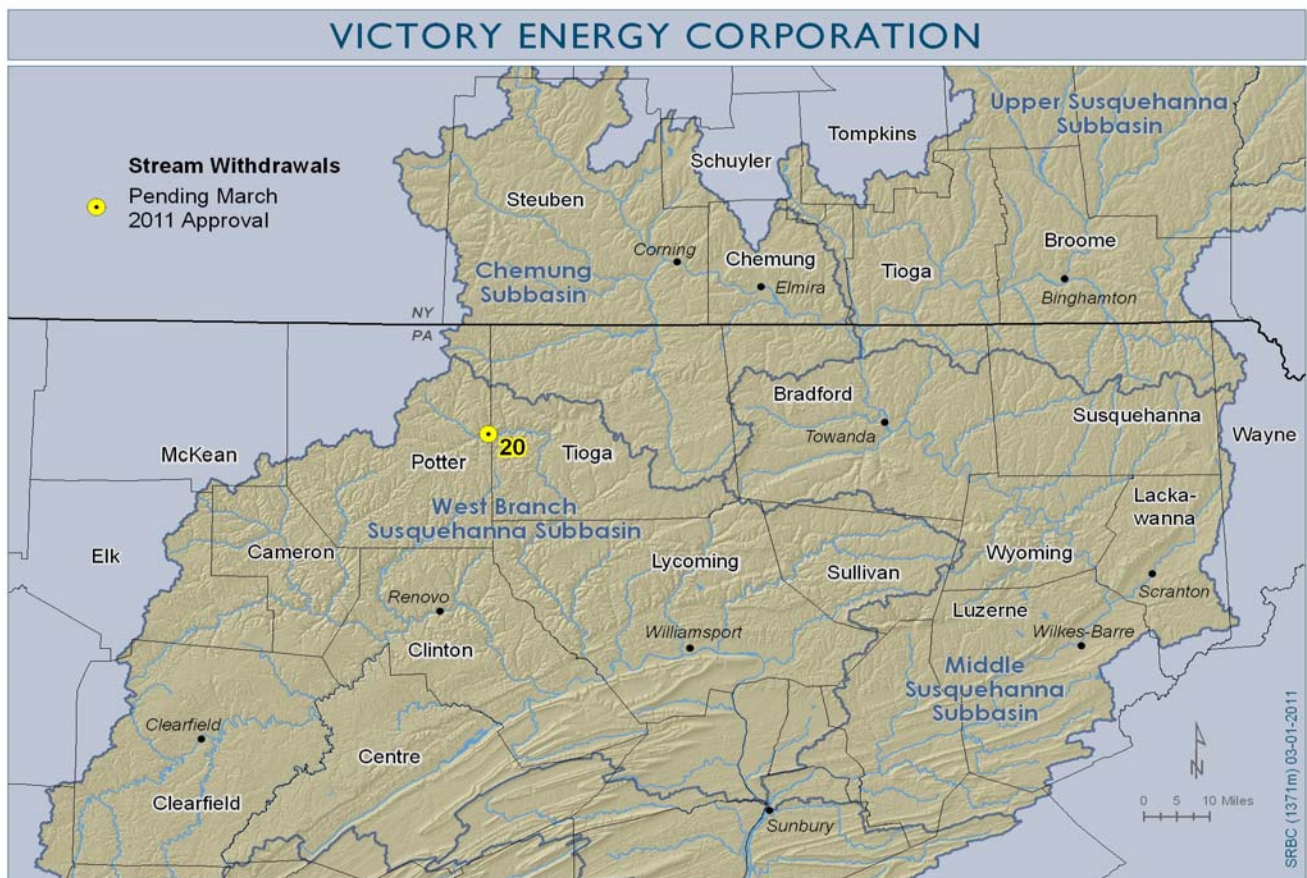 VICTORY ENERGY CORPORATION
Stream Withdrawals
Pending March
2011 Approval
Upper Susquehanna
Subbasin
Tompkins
Schuyler
Steuben
Broome
Corning
Chemung
Tioga
Chemung
Subbasin
Elmira
Binghamton
NY
PA
Bradford
Susquehanna
Towanda
Wayne
20
McKean
Potter
Tioga
Lacka-
wanna
West Branch
Susquehanna Subbasin
Elk
Cameron
Lycoming
Wyoming
Sullivan
Renovo
Scranton
Luzerne
Williamsport
Wilkes-Barre
Clinton
Middle
Susquehanna
Subbasin
Clearfield
Centre
N
0 5 10 Miles
Clearfield
Sunbury
SRBC (1371m) 03-01-2011